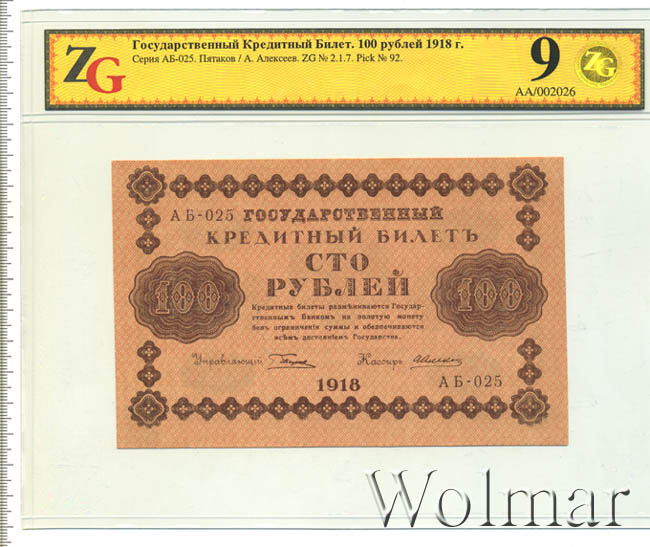 ZG
Государственный Кредитный Билет. 100 рублей 1918 г.
Серия АБ-025. Пятаков / А. Алексеев. ZG № 2.1.7. Pick № 92.
9
ZG
AA/002026
АБ-025 ГОСУДАРСТВЕННЫЙ
КРЕДИТНЫЙ БИЛЕТЪ
СТО
РУБЛЕЙ
100
100
Кредитные билеты размѣниваются Государ-
ственнымъ Банкомъ на золотую монету
безъ ограниченія суммы и обезпечиваются
всѣмъ достояніемъ Государства.
Управляющій
Кассиръ
1918
АБ-025
Wolmar